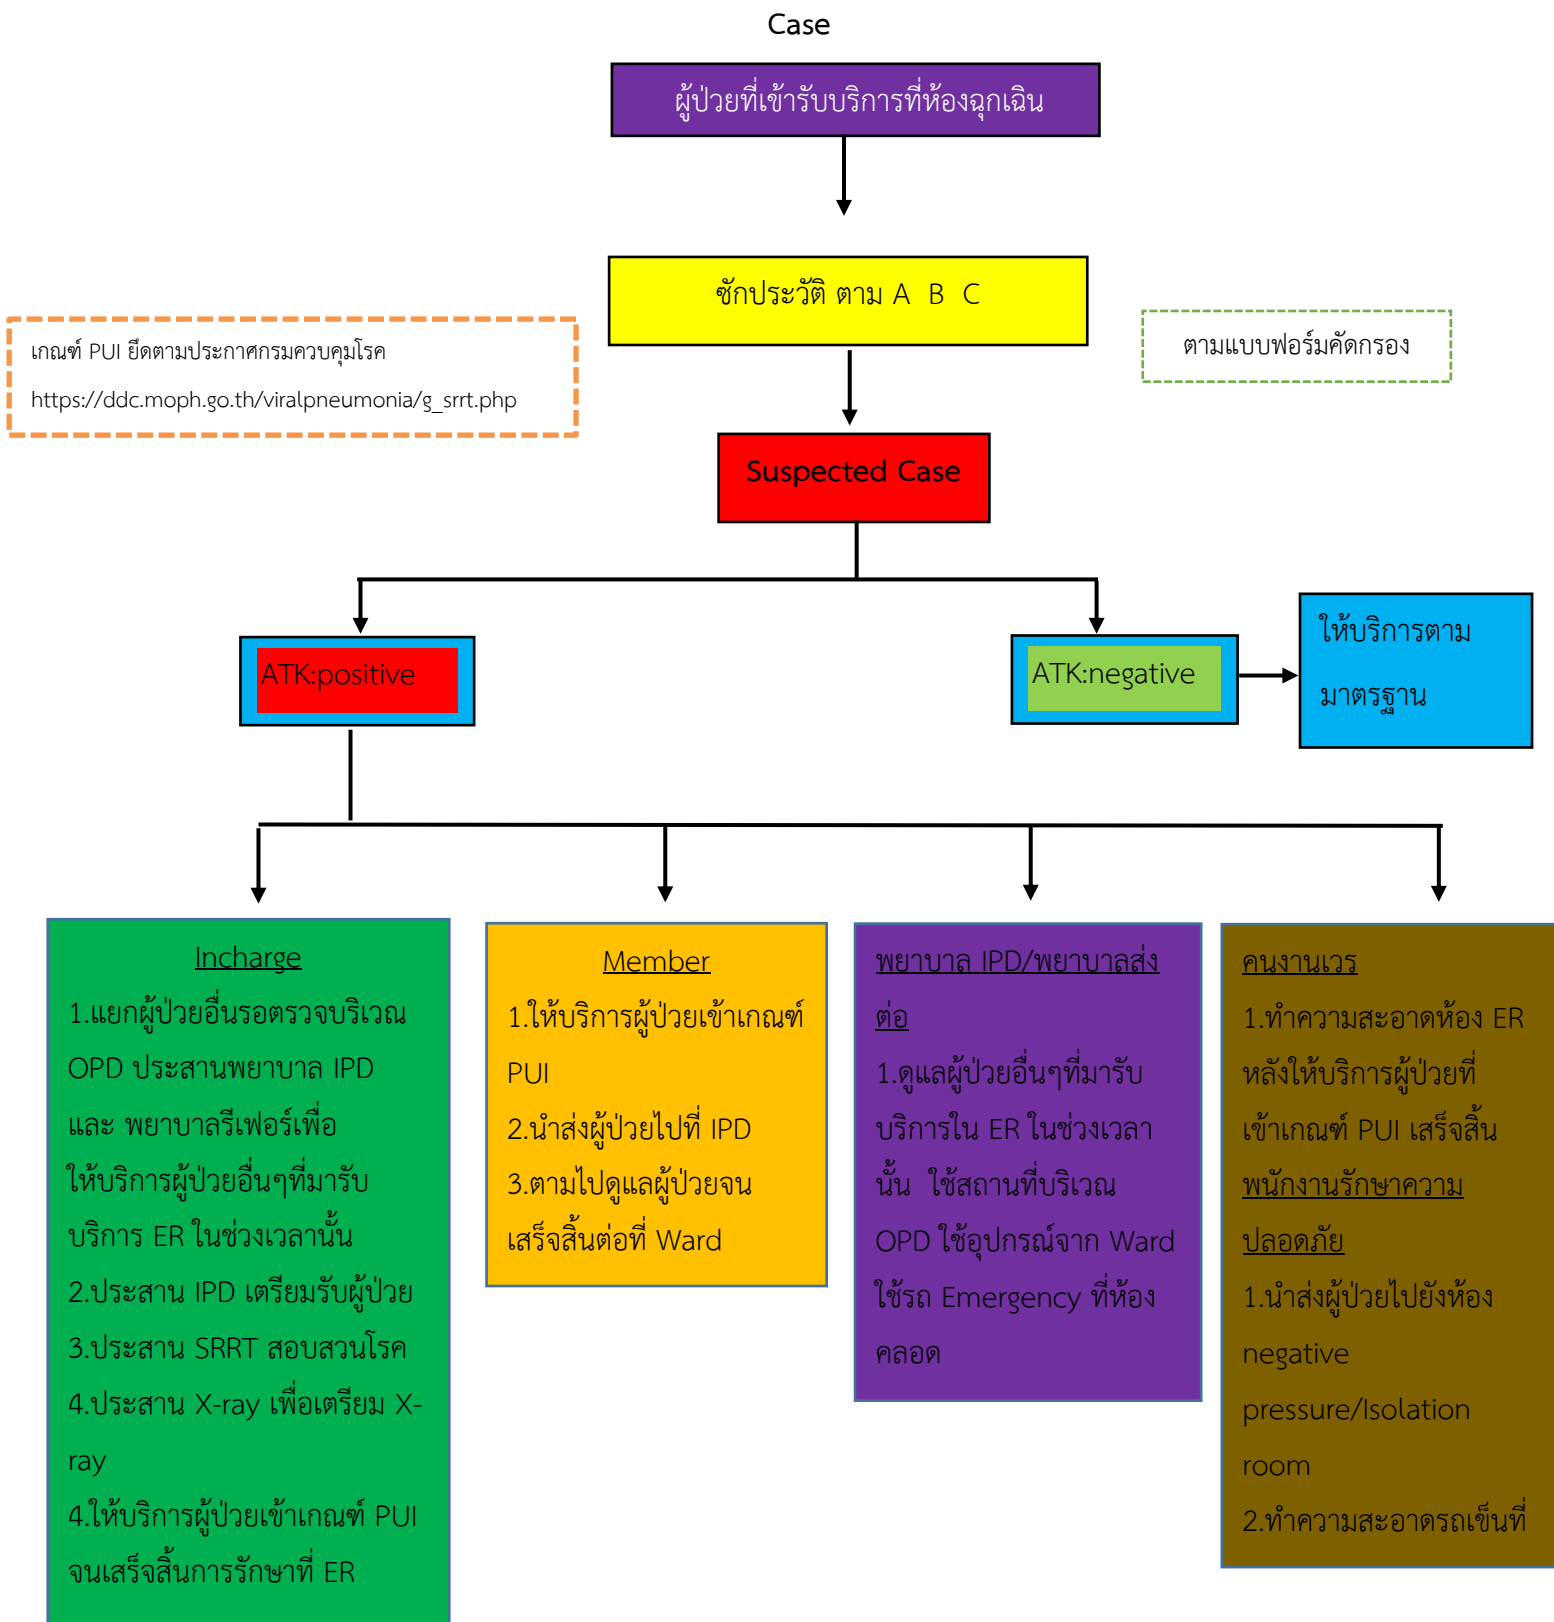 Case
ผู้ป่วยที่เข้ารับบริการที่ห้องฉุกเฉิน
ซักประวัติ ตาม A B C
เกณฑ์ PUI ยึดตามประกาศกรมควบคุมโรค
https://ddc.moph.go.th/viralpneumonia/g_srrt.php
ตามแบบฟอร์มคัดกรอง
Suspected Case
ATK:positive
ATK:negative
ให้บริการตาม
มาตรฐาน
Incharge
1.แยกผู้ป่วยอื่นรอตรวจบริเวณ
OPD ประสานพยาบาล IPD
และ พยาบาลรีเฟอร์เพื่อ
ให้บริการผู้ป่วยอื่นๆที่มารับ
บริการ ER ในช่วงเวลานั้น
2.ประสาน IPD เตรียมรับผู้ป่วย
3.ประสาน SRRT สอบสวนโรค
4.ประสาน X-ray เพื่อเตรียม X-
ray
4.ให้บริการผู้ป่วยเข้าเกณฑ์ PUI
จนเสร็จสิ้นการรักษาที่ ER
Member
1.ให้บริการผู้ป่วยเข้าเกณฑ์
PUI
2.นำส่งผู้ป่วยไปที่ IPD
3.ตามไปดูแลผู้ป่วยจน
เสร็จสิ้นต่อที่ Ward
พยาบาล IPD/พยาบาลส่ง
ต่อ
1.ดูแลผู้ป่วยอื่นๆที่มารับ
บริการใน ER ในช่วงเวลา
นั้น ใช้สถานที่บริเวณ
OPD ใช้อุปกรณ์จาก Ward
ใช้รถ Emergency ที่ห้อง
คลอด
คนงานเวร
1.ทำความสะอาดห้อง ER
หลังให้บริการผู้ป่วยที่
เข้าเกณฑ์ PUI เสร็จสิ้น
พนักงานรักษาความ
ปลอดภัย
1.นำส่งผู้ป่วยไปยังห้อง
negative
pressure/Isolation
room
2.ทำความสะอาดรถเข็นที่